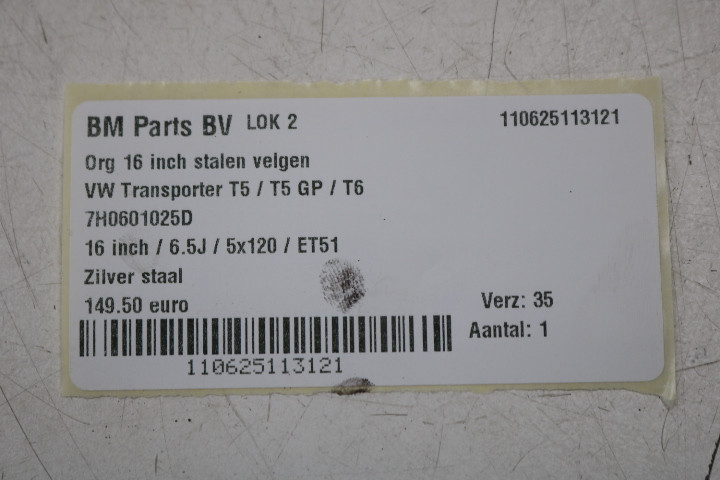 BM Parts BV LOK 2 110625113121
Org 16 inch stalen velgen
VW Transporter T5 / T5 GP / T6
7H0601025D
16 inch / 6.5J / 5x120 / ET51
Zilver staal
149.50 euro
Verz: 35
Aantal: 1
110625113121